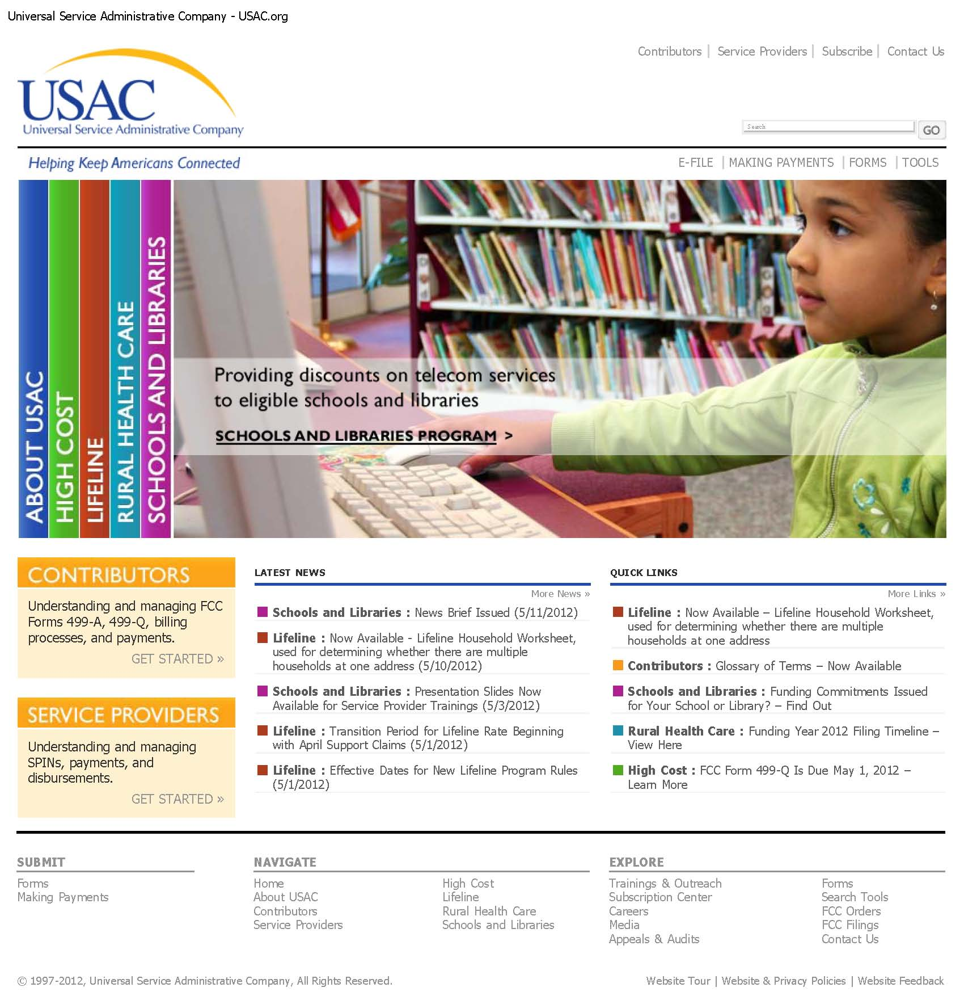 Universal Service Administrative Company - USAC.org
Contributors | Service Providers | Subscribe | Contact Us
USAC
Universal Service Administrative Company
Search
GO
Helping Keep Americans Connected
E-FILE | MAKING PAYMENTS | FORMS | TOOLS
ABOUT USAC
HIGH COST
LIFELINE
RURAL HEALTH CARE
SCHOOLS AND LIBRARIES
Providing discounts on telecom services
to eligible schools and libraries
SCHOOLS AND LIBRARIES PROGRAM >
CONTRIBUTORS
Understanding and managing FCC
Forms 499-A, 499-Q, billing
processes, and payments.
GET STARTED »
SERVICE PROVIDERS
Understanding and managing
SPINs, payments, and
disbursements.
GET STARTED »
LATEST NEWS
More News »
Schools and Libraries : News Brief Issued (5/11/2012)
Lifeline : Now Available - Lifeline Household Worksheet,
used for determining whether there are multiple
households at one address (5/10/2012)
Schools and Libraries : Presentation Slides Now
Available for Service Provider Trainings (5/3/2012)
Lifeline : Transition Period for Lifeline Rate Beginning
with April Support Claims (5/1/2012)
Lifeline : Effective Dates for New Lifeline Program Rules
(5/1/2012)
QUICK LINKS
More Links »
Lifeline : Now Available – Lifeline Household Worksheet,
used for determining whether there are multiple
households at one address
Contributors : Glossary of Terms – Now Available
Schools and Libraries : Funding Commitments Issued
for Your School or Library? – Find Out
Rural Health Care : Funding Year 2012 Filing Timeline –
View Here
High Cost : FCC Form 499-Q Is Due May 1, 2012 –
Learn More
SUBMIT
Forms
Making Payments
NAVIGATE
Home
About USAC
Contributors
Service Providers
High Cost
Lifeline
Rural Health Care
Schools and Libraries
EXPLORE
Trainings & Outreach
Subscription Center
Careers
Media
Appeals & Audits
Forms
Search Tools
FCC Orders
FCC Filings
Contact Us
© 1997-2012, Universal Service Administrative Company, All Rights Reserved.
Website Tour | Website & Privacy Policies | Website Feedback